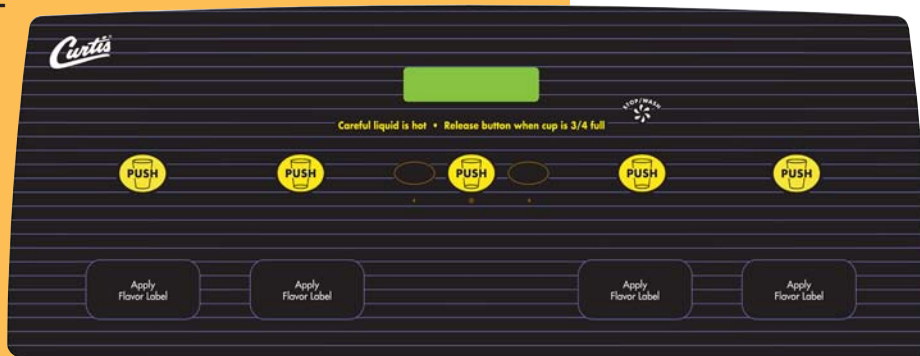 Curtis
STOP/WASH
Careful liquid is hot • Release button when cup is 3/4 full
PUSH PUSH PUSH PUSH PUSH
Apply Apply Apply Apply
Flavor Label Flavor Label Flavor Label Flavor Label